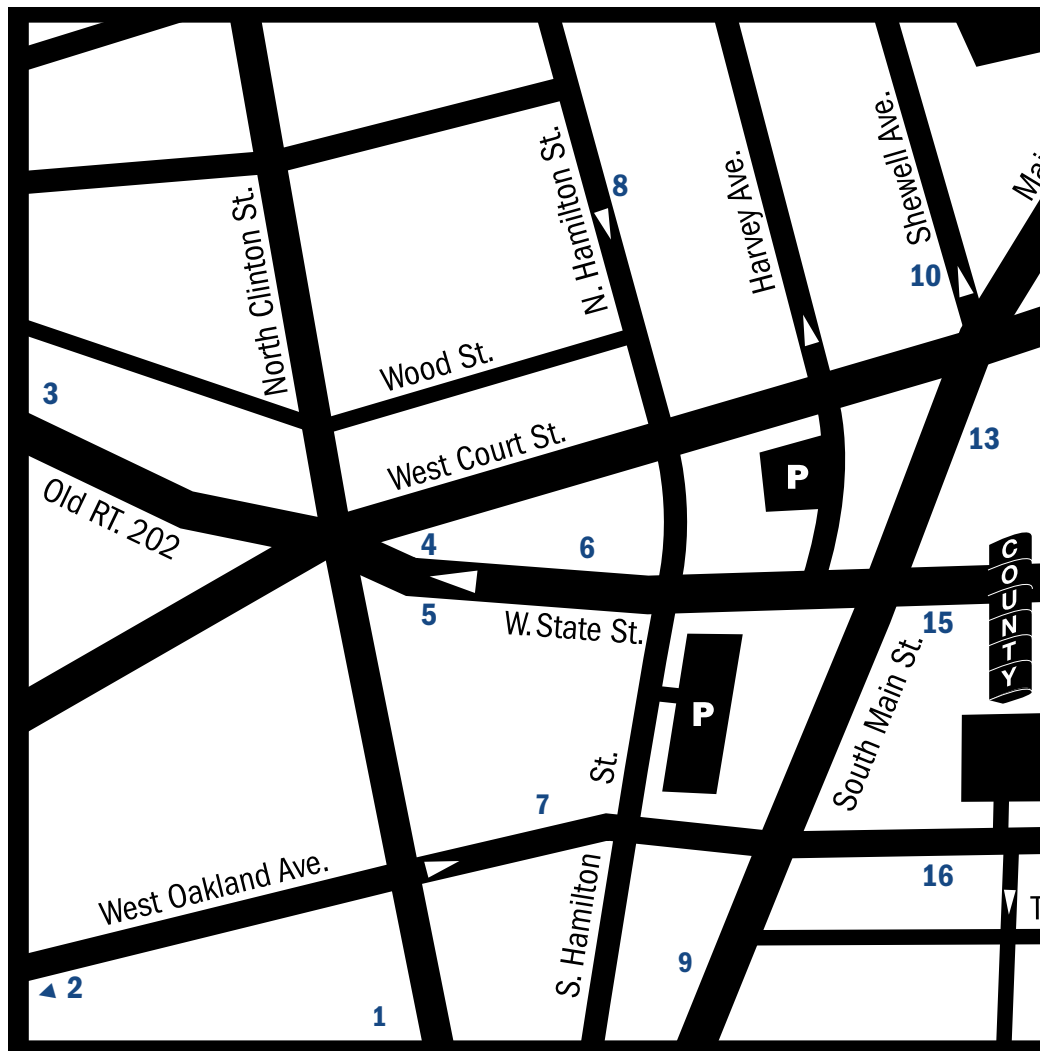 8
N. Hamilton St.
Harvey Ave.
Shewell Ave.
North Clinton St.
10
Wood St.
3
West Court St.
13
Old RT. 202
4
6
5
W. State St.
COUNTY
15
P
P
South Main St.
St.
7
West Oakland Ave.
16
S. Hamilton
9
2
1